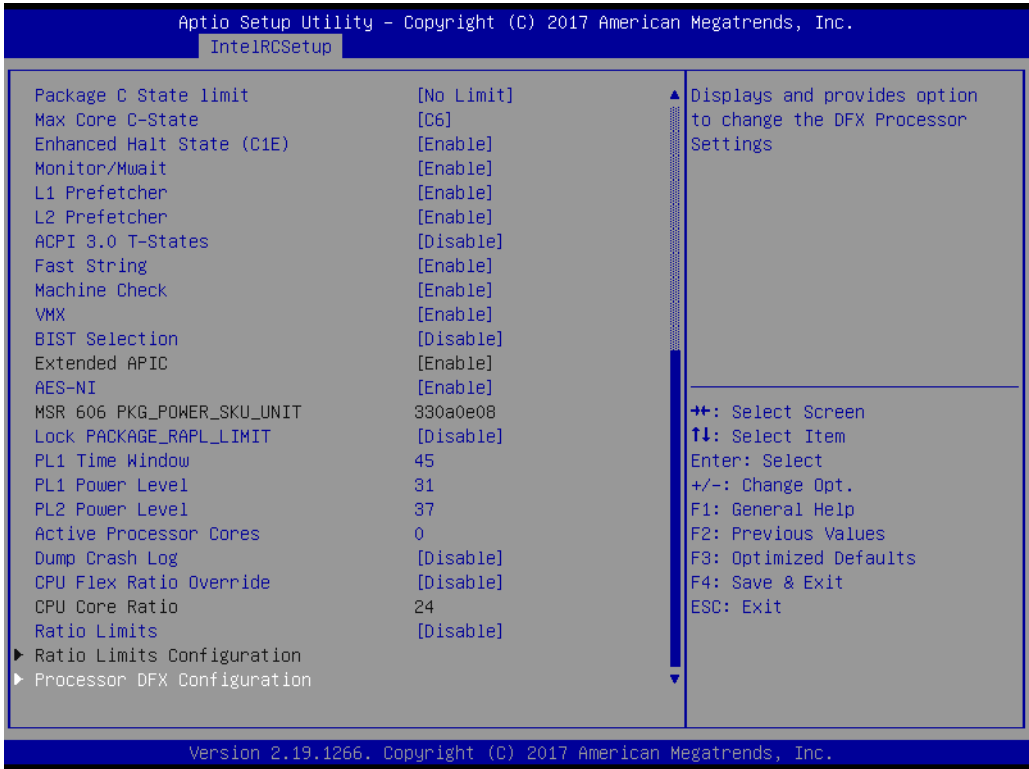 Aptio Setup Utility – Copyright (C) 2017 American Megatrends, Inc.
IntelRCSetup
Package C State limit [No Limit]
Max Core C-State [C6]
Enhanced Halt State (C1E) [Enable]
Monitor/Mwait [Enable]
L1 Prefetcher [Enable]
L2 Prefetcher [Enable]
ACPI 3.0 T-States [Disable]
Fast String [Enable]
Machine Check [Enable]
VMX [Enable]
BIST Selection [Disable]
Extended APIC [Enable]
AES-NI [Enable]
MSR 606 PKG_POWER_SKU_UNIT 330a0e08
Lock PACKAGE_RAPL_LIMIT [Disable]
PL1 Time Window 45
PL1 Power Level 31
PL2 Power Level 37
Active Processor Cores 0
Dump Crash Log [Disable]
CPU Flex Ratio Override [Disable]
CPU Core Ratio 24
Ratio Limits [Disable]
Ratio Limits Configuration
Processor DFX Configuration
Displays and provides option
to change the DFX Processor
Settings
→←: Select Screen
↑↓: Select Item
Enter: Select
+/-: Change Opt.
F1: General Help
F2: Previous Values
F3: Optimized Defaults
F4: Save & Exit
ESC: Exit
Version 2.19.1266. Copyright (C) 2017 American Megatrends, Inc.